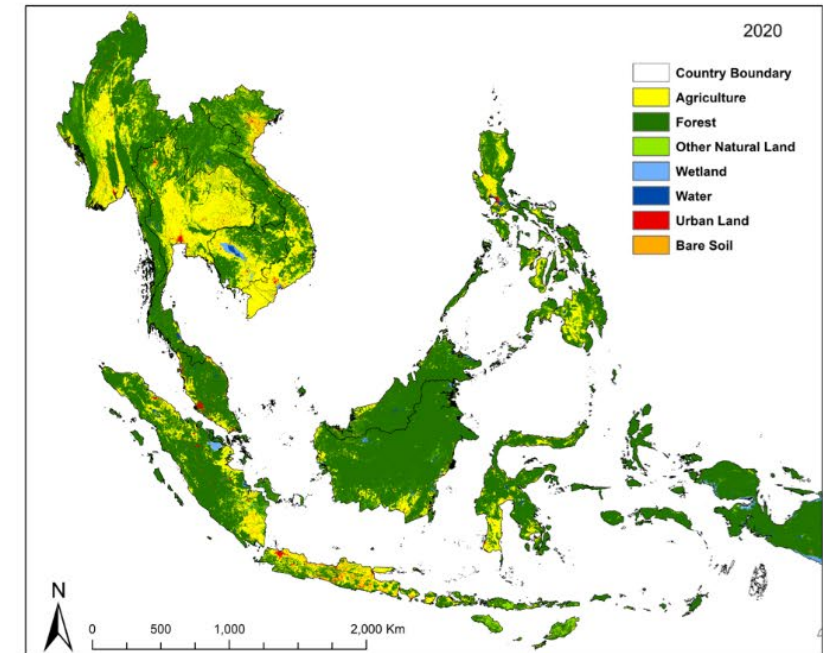 2020
Country Boundary
Agriculture
Forest
Other Natural Land
Wetland
Water
Urban Land
Bare Soil
N
0 500 1,000 2,000 Km